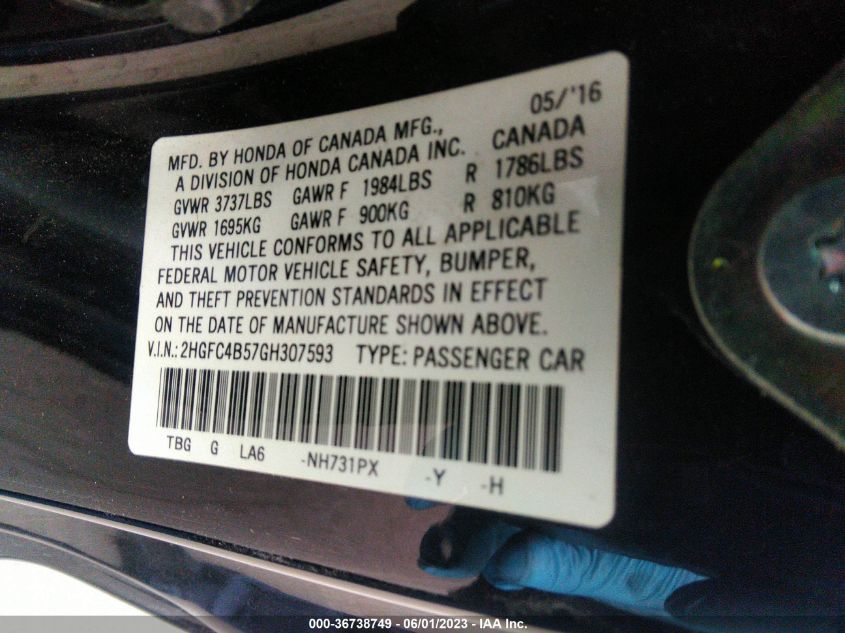 05/'16
MFD. BY HONDA OF CANADA MFG.,
A DIVISION OF HONDA CANADA INC. CANADA
GVWR 3737LBS GAWR F 1984LBS R 1786LBS
GVWR 1695KG GAWR F 900KG R 810KG
THIS VEHICLE CONFORMS TO ALL APPLICABLE
FEDERAL MOTOR VEHICLE SAFETY, BUMPER,
AND THEFT PREVENTION STANDARDS IN EFFECT
ON THE DATE OF MANUFACTURE SHOWN ABOVE.
V.I.N.: 2HGFC4B57GH307593 TYPE: PASSENGER CAR
TBG G LA6 -NH731PX -Y -H
000-36738749 - 06/01/2023 - IAA Inc.